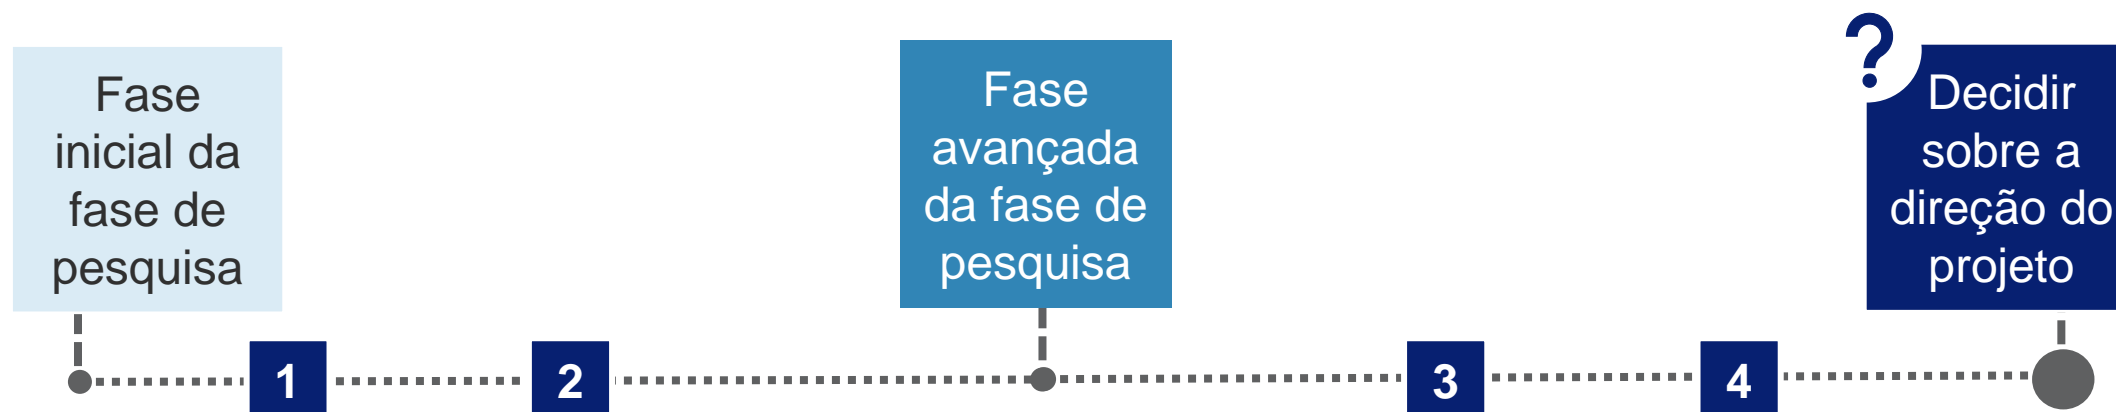 Fase
inicial da
fase de
pesquisa
Fase
avançada
da fase de
pesquisa
?
Decidir
sobre a
direção do
projeto
1
2
3
4